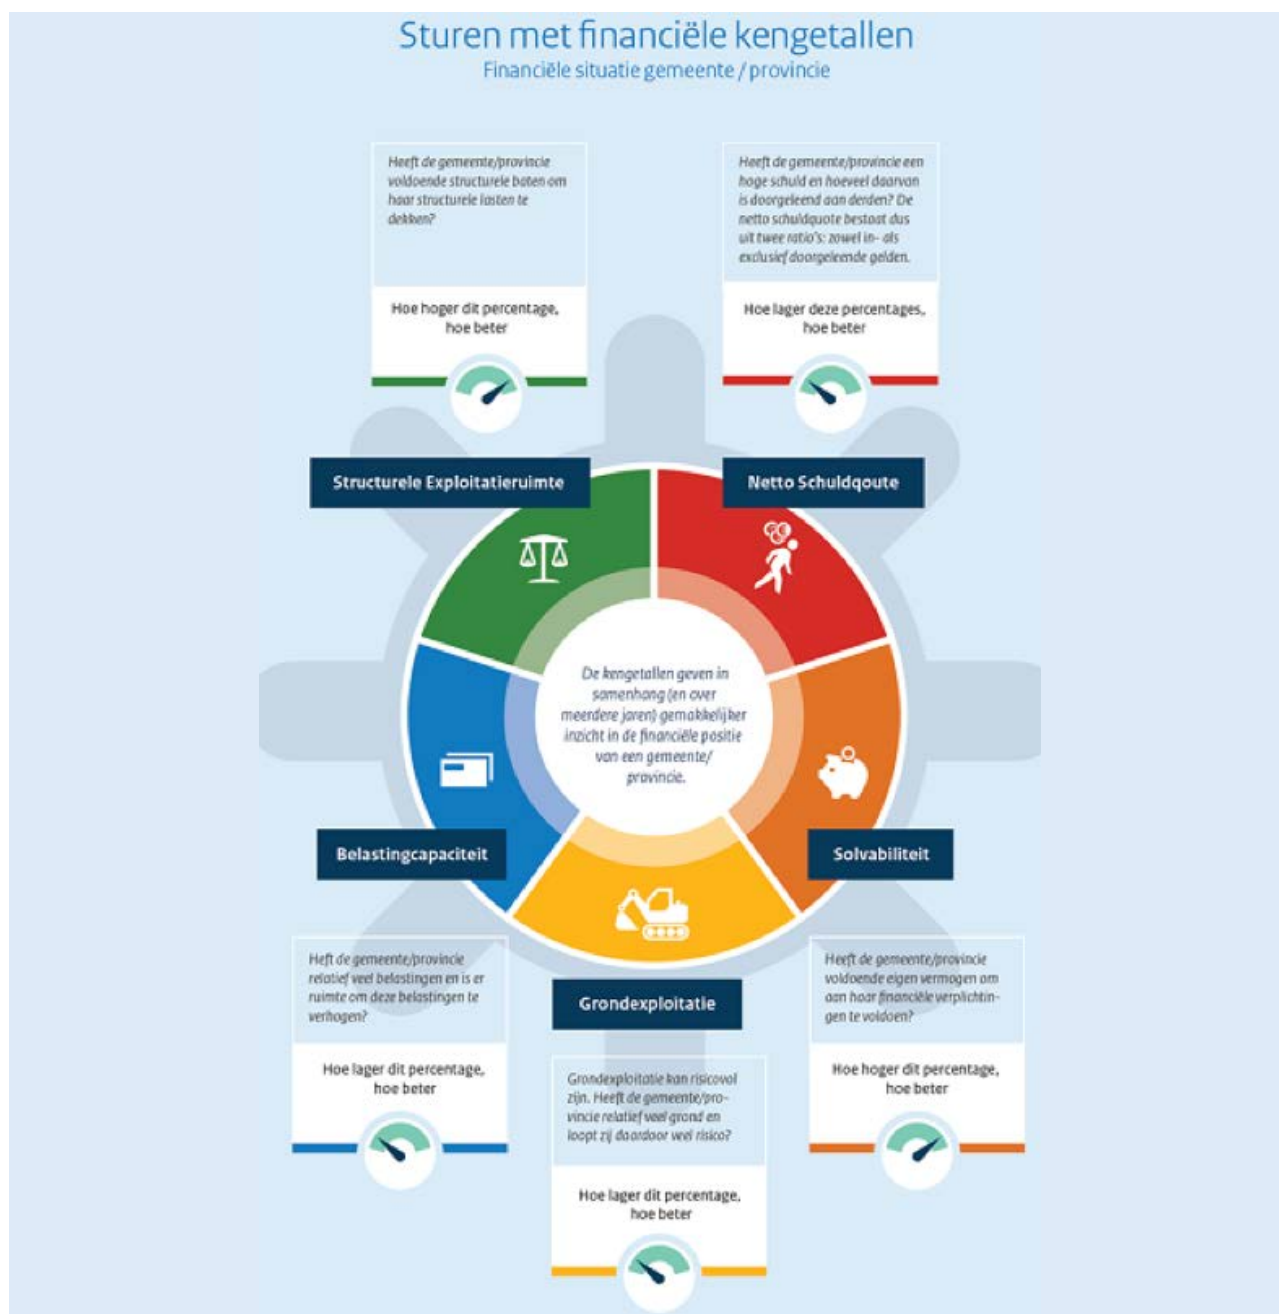 Sturen met financiële kengetallen
Financiële situatie gemeente / provincie
Heeft de gemeente/provincie
voldoende structurele baten om
haar structurele lasten te
dekken?
Hoe hoger dit percentage,
hoe beter
Heeft de gemeente/provincie een
hoge schuld en hoeveel daarvan
is doorgeleend aan derden? De
netto schuldquote bestaat dus
uit twee ratio's: zowel in- als
exclusief doorgeleende gelden.
Hoe lager deze percentages,
hoe beter
Structurele Exploitatieruimte
Netto Schuldqoute
De kengetallen geven in
samenhang (en over
meerdere jaren) gemakkelijker
inzicht in de financiële positie
van een gemeente/
provincie.
Belastingcapaciteit
Solvabiliteit
Heft de gemeente/provincie
relatief veel belastingen en is er
ruimte om deze belastingen te
verhogen?
Hoe lager dit percentage,
hoe beter
Grondexploitatie
Grondexploitatie kan risicovol
zijn. Heeft de gemeente/pro-
vincie relatief veel grond en
loopt zij daardoor veel risico?
Hoe lager dit percentage,
hoe beter
Heeft de gemeente/provincie
voldoende eigen vermogen om
aan haar financiële verplichtin-
gen te voldoen?
Hoe hoger dit percentage,
hoe beter